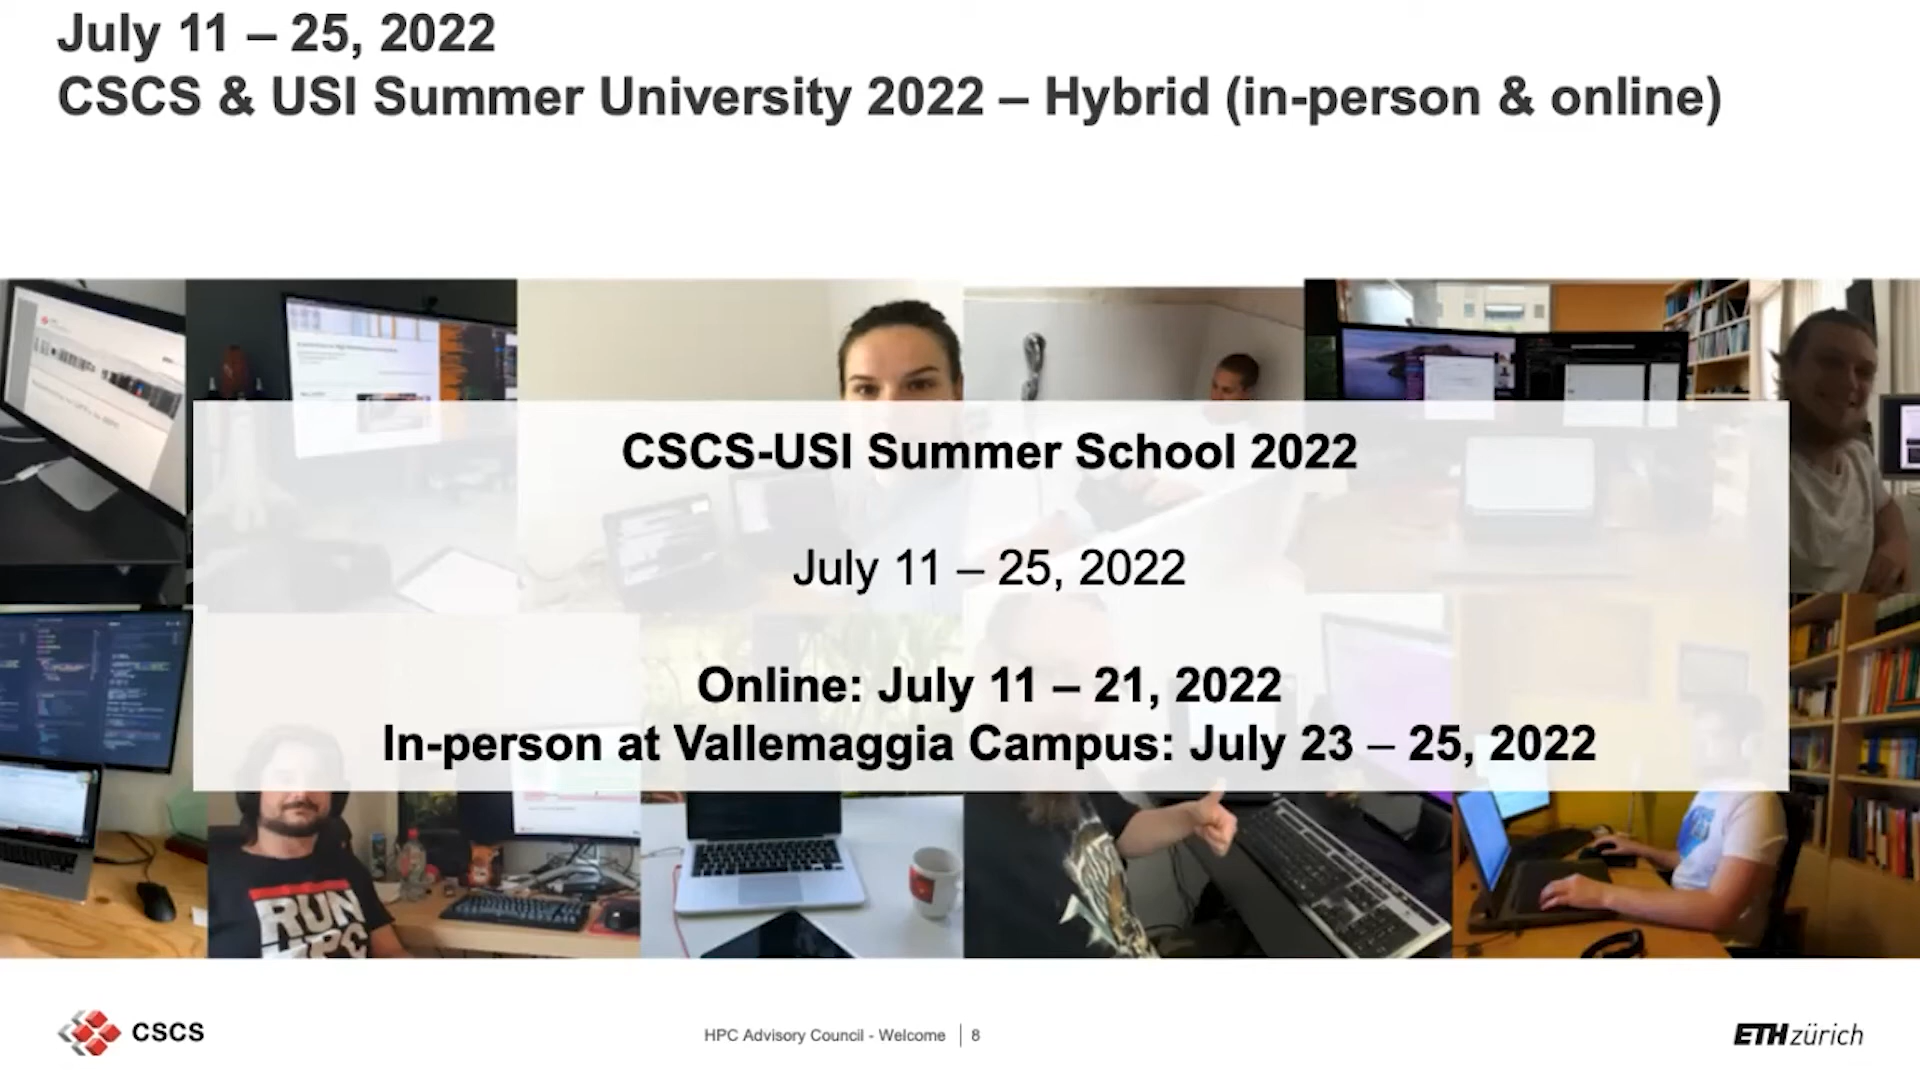 July 11 – 25, 2022
CSCS & USI Summer University 2022 – Hybrid (in-person & online)
CSCS-USI Summer School 2022
July 11 – 25, 2022
Online: July 11 – 21, 2022
In-person at Vallemaggia Campus: July 23 – 25, 2022
RUN
HPC
CSCS
HPC Advisory Council - Welcome
8
ETH zürich